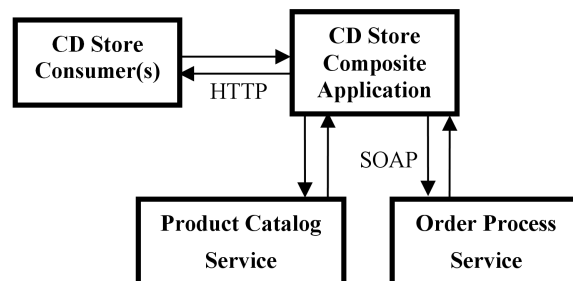 CD Store
Consumer(s)
CD Store
Composite
Application
HTTP
SOAP
Product Catalog
Service
Order Process
Service